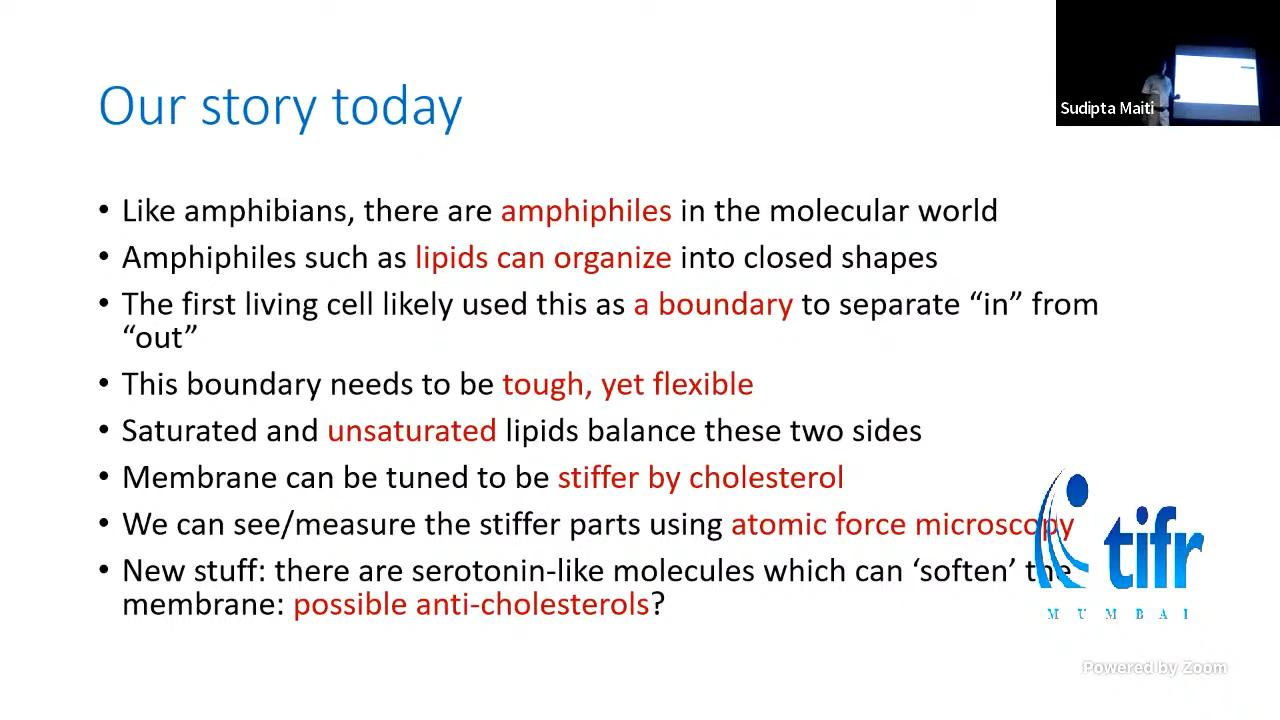 Our story today
Sudipta Maiti
• Like amphibians, there are amphiphiles in the molecular world
• Amphiphiles such as lipids can organize into closed shapes
• The first living cell likely used this as a boundary to separate “in” from
“out”
• This boundary needs to be tough, yet flexible
• Saturated and unsaturated lipids balance these two sides
• Membrane can be tuned to be stiffer by cholesterol
• We can see/measure the stiffer parts using atomic force microscopy
• New stuff: there are serotonin-like molecules which can ‘soften’ the
membrane: possible anti-cholesterols?
tifr
MUMBAI
Powered by Zoom